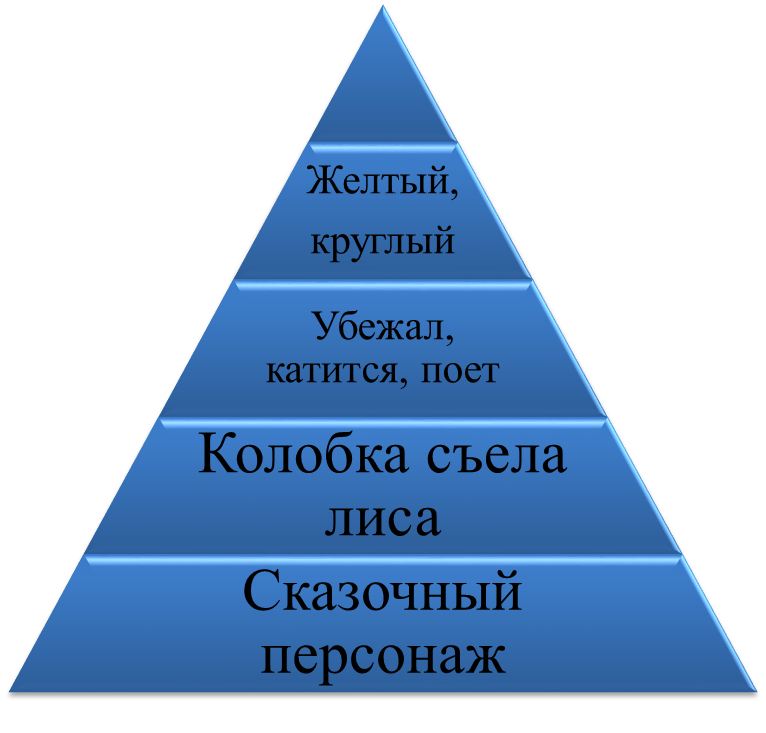 Желтый,
круглый
Убежал,
катится, поет
Колобка съела
лиса
Сказочный
персонаж